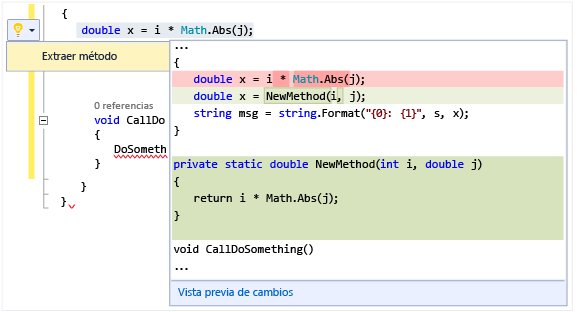 {
double x = i * Math.Abs(j);
Extraer método
0 referencias
void CallDo
{
DoSometh
}
}
}
...
{
double x = i * Math.Abs(j);
double x = NewMethod(i, j);
string msg = string.Format("{0}: {1}", s, x);
}
private static double NewMethod(int i, double j)
{
return i * Math.Abs(j);
}
void CallDoSomething()
...
Vista previa de cambios